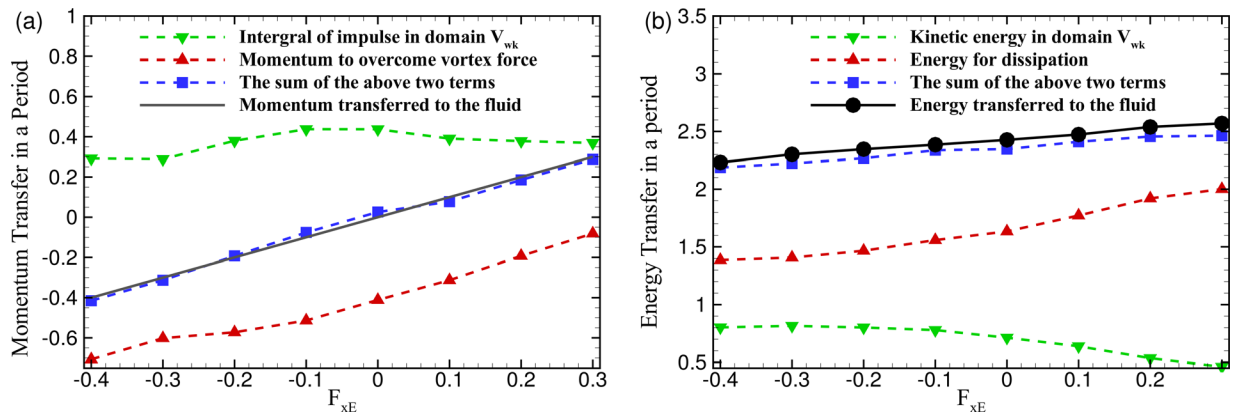 (a)
Momentum Transfer in a Period
1
0.8
0.6
0.4
0.2
0
-0.2
-0.4
-0.6
Intergral of impulse in domain V_wk
Momentum to overcome vortex force
The sum of the above two terms
Momentum transferred to the fluid
-0.4 -0.3 -0.2 -0.1 0 0.1 0.2 0.3
F_xE
(b)
Energy Transfer in a period
3.5
3
2.5
2
1.5
1
0.5
Kinetic energy in domain V_wk
Energy for dissipation
The sum of the above two terms
Energy transferred to the fluid
-0.4 -0.3 -0.2 -0.1 0 0.1 0.2
F_xE